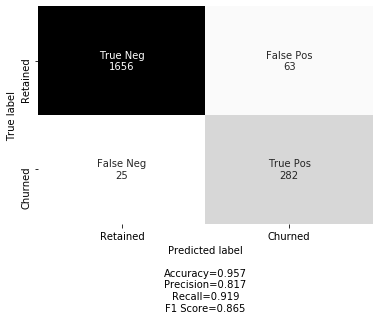 True Neg
1656
False Pos
63
False Neg
25
True Pos
282
True label
Retained
Churned
Retained
Churned
Predicted label
Accuracy=0.957
Precision=0.817
Recall=0.919
F1 Score=0.865